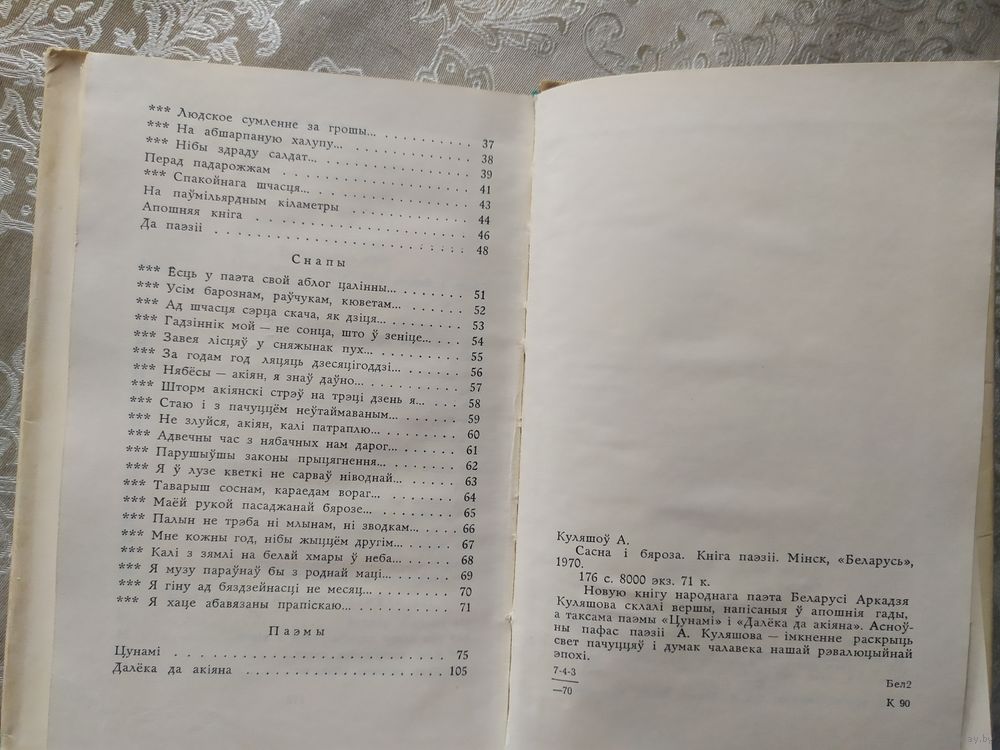 *** Людское сумленне за грошы... 37
*** На абшарпаную халупу... 38
*** Нібы здраду салдат... 39
Перад падарожжам 41
*** Спакойнага шчасця... 43
На паўмільярдным кіламетры 44
Апошняя кніга 46
Да паэзіі 48
Снапы
*** Ёсць у паэта свой аблог цалінны... 51
*** Усім барознам, раўчукам, кюветам... 52
*** Ад шчасця сэрца скача, як дзіця... 53
*** Гадзіннік мой — не сонца, што ў зеніце... 54
*** Завея лісцяў у сняжынак пух... 55
*** За годам год ляцяць дзесяцігоддзі... 56
*** Нябёсы — акіян, я знаў даўно... 57
*** Шторм акіянскі стрэў на трэці дзень я... 58
*** Стаю і з пачуццём неўтаймаваным... 59
*** Не злуйся, акіян, калі патраплю... 60
*** Адвечны час з нябачных нам дарог... 61
*** Парушыўшы законы прыцягнення... 62
*** Я ў лузе кветкі не сарваў ніводнай... 63
*** Таварыш соснам, караедам вораг... 64
*** Маёй рукой пасаджанай бярозе... 65
*** Палын не трэба ні млынам, ні зводкам... 66
*** Мне кожны год, нібы жыццём другім... 67
*** Калі з зямлі на белай хмары ў неба... 68
*** Я музу параўнаў бы з роднай маці... 69
*** Я гіну ад бяздзейнасці не месяц... 70
*** Я хаце абавязаны прапіскаю... 71
Паэмы
Цунамі 75
Далёка да акіяна 105
Куляшоў А.
Сасна і бяроза. Кніга паэзіі. Мінск, «Беларусь»,
1970.
176 с. 8000 экз. 71 к.
Новую кнігу народнага паэта Беларусі Аркадзя
Куляшова склалі вершы, напісаныя ў апошнія гады,
а таксама паэмы «Цунамі» і «Далёка да акіяна». Асноў-
ны пафас паэзіі А. Куляшова — імкненне раскрыць
свет пачуццяў і думак чалавека нашай рэвалюцыйнай
эпохі.
7-4-3
—70
Бел2
К 90
ay.by